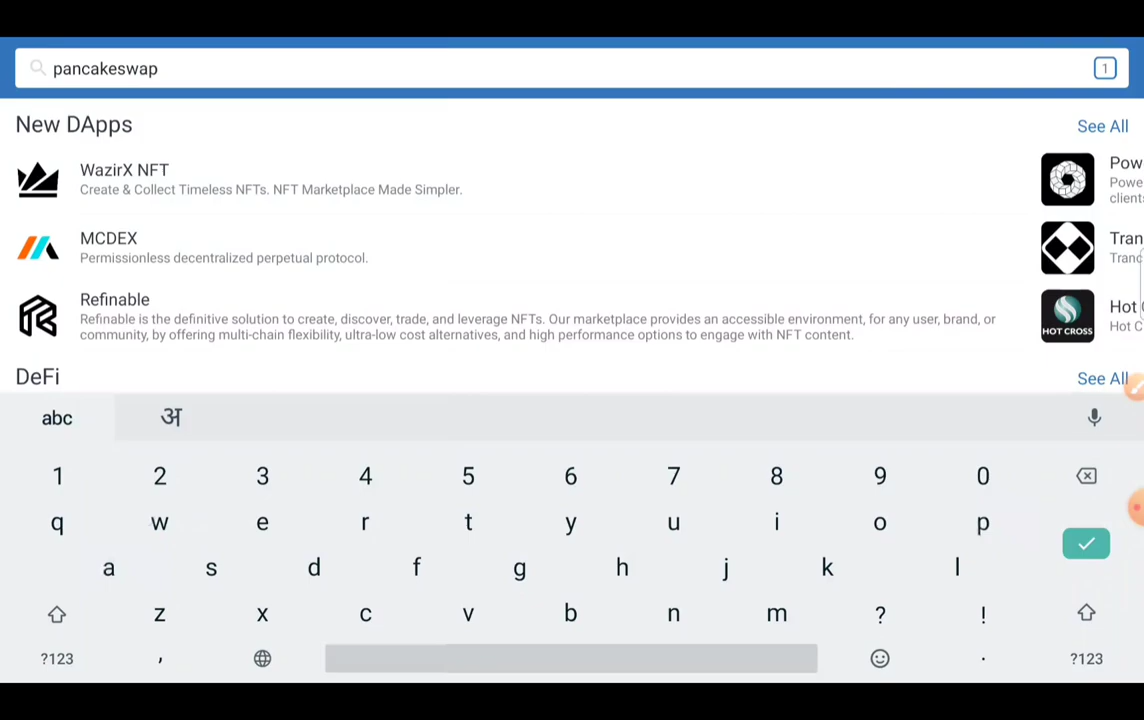 pancakeswap
1
New DApps
See All
WazirX NFT
Create & Collect Timeless NFTs. NFT Marketplace Made Simpler.
Pow
Powe
client
MCDEX
Permissionless decentralized perpetual protocol.
Tran
Tranc
Refinable
Refinable is the definitive solution to create, discover, trade, and leverage NFTs. Our marketplace provides an accessible environment, for any user, brand, or
community, by offering multi-chain flexibility, ultra-low cost alternatives, and high performance options to engage with NFT content.
HOT CROSS
Hot
Hot C
DeFi
See All
abc अ
1 2 3 4 5 6 7 8 9 0
q w e r t y u i o p
a s d f g h j k l
z x c v b n m ? !
?123 , . ?123